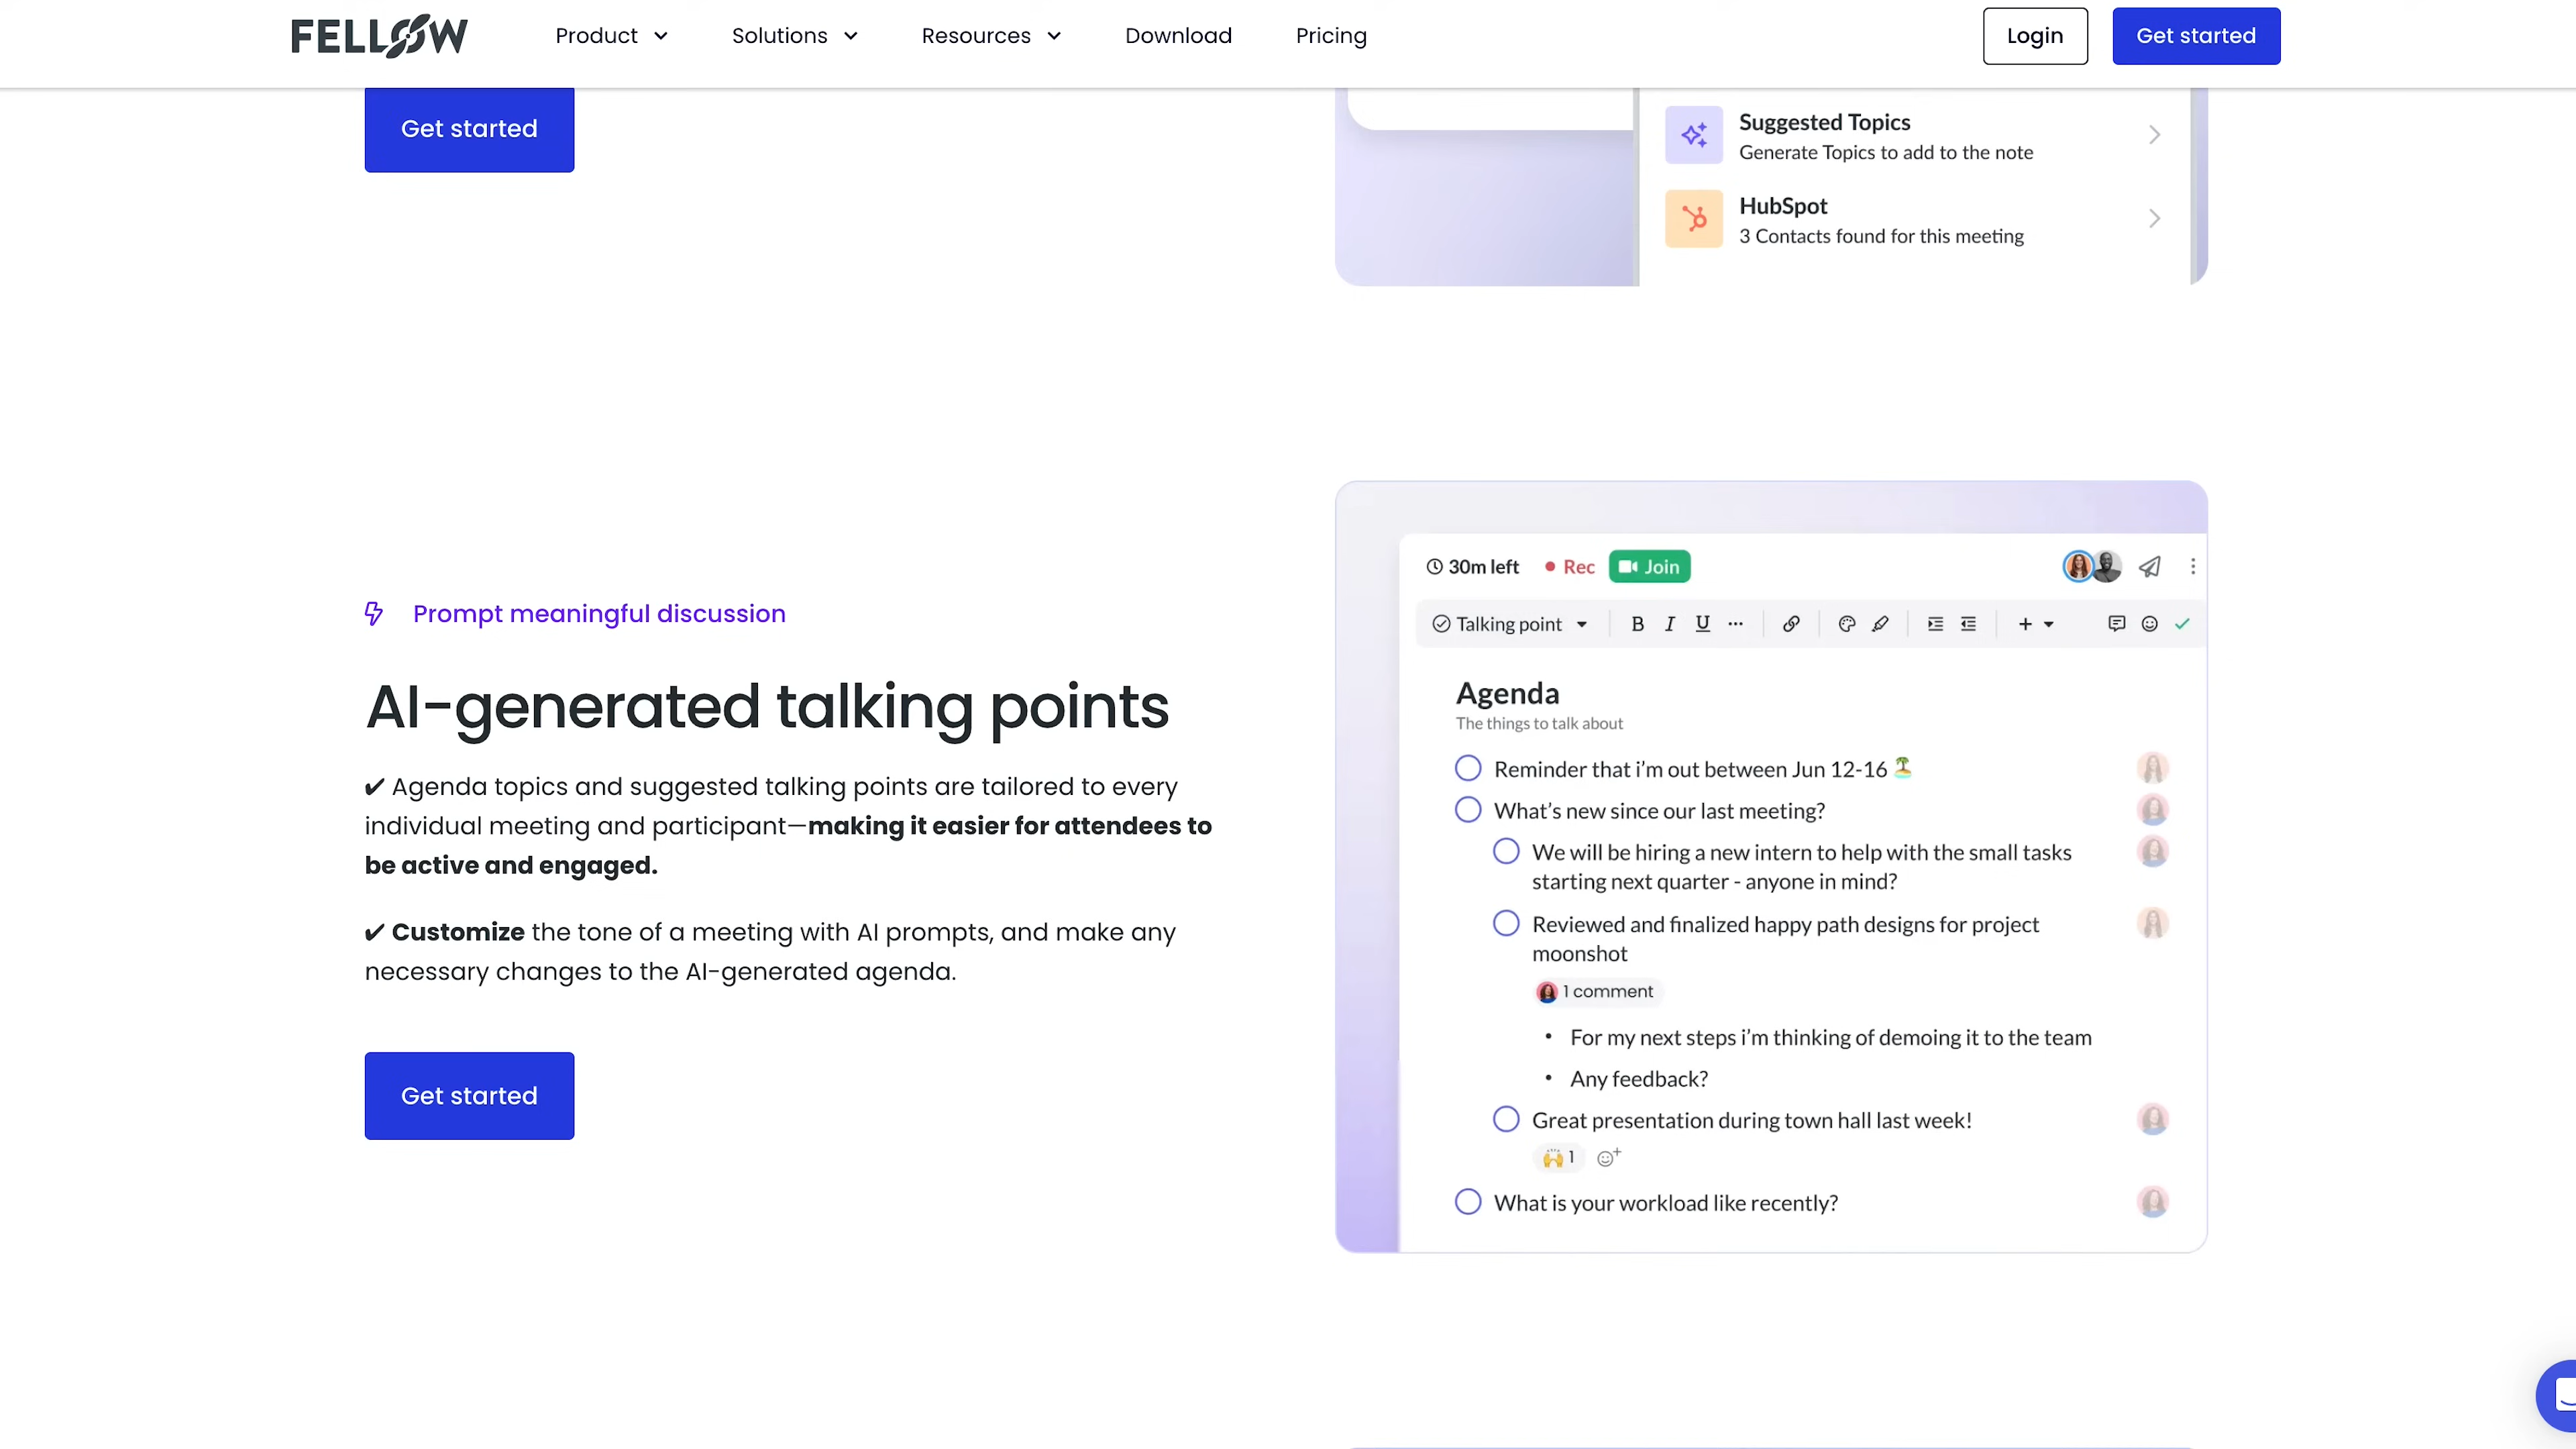 FELLOW
Product
Solutions
Resources
Download
Pricing
Login
Get started
Get started
Suggested Topics
Generate Topics to add to the note
HubSpot
3 Contacts found for this meeting
Prompt meaningful discussion
AI-generated talking points
✔ Agenda topics and suggested talking points are tailored to every
individual meeting and participant—making it easier for attendees to
be active and engaged.
✔ Customize the tone of a meeting with AI prompts, and make any
necessary changes to the AI-generated agenda.
Get started
30m left
Rec
Join
Talking point
B I U
Agenda
The things to talk about
Reminder that i’m out between Jun 12-16 🏝️
What’s new since our last meeting?
We will be hiring a new intern to help with the small tasks
starting next quarter - anyone in mind?
Reviewed and finalized happy path designs for project
moonshot
1 comment
• For my next steps i’m thinking of demoing it to the team
• Any feedback?
Great presentation during town hall last week!
🙌 1
What is your workload like recently?